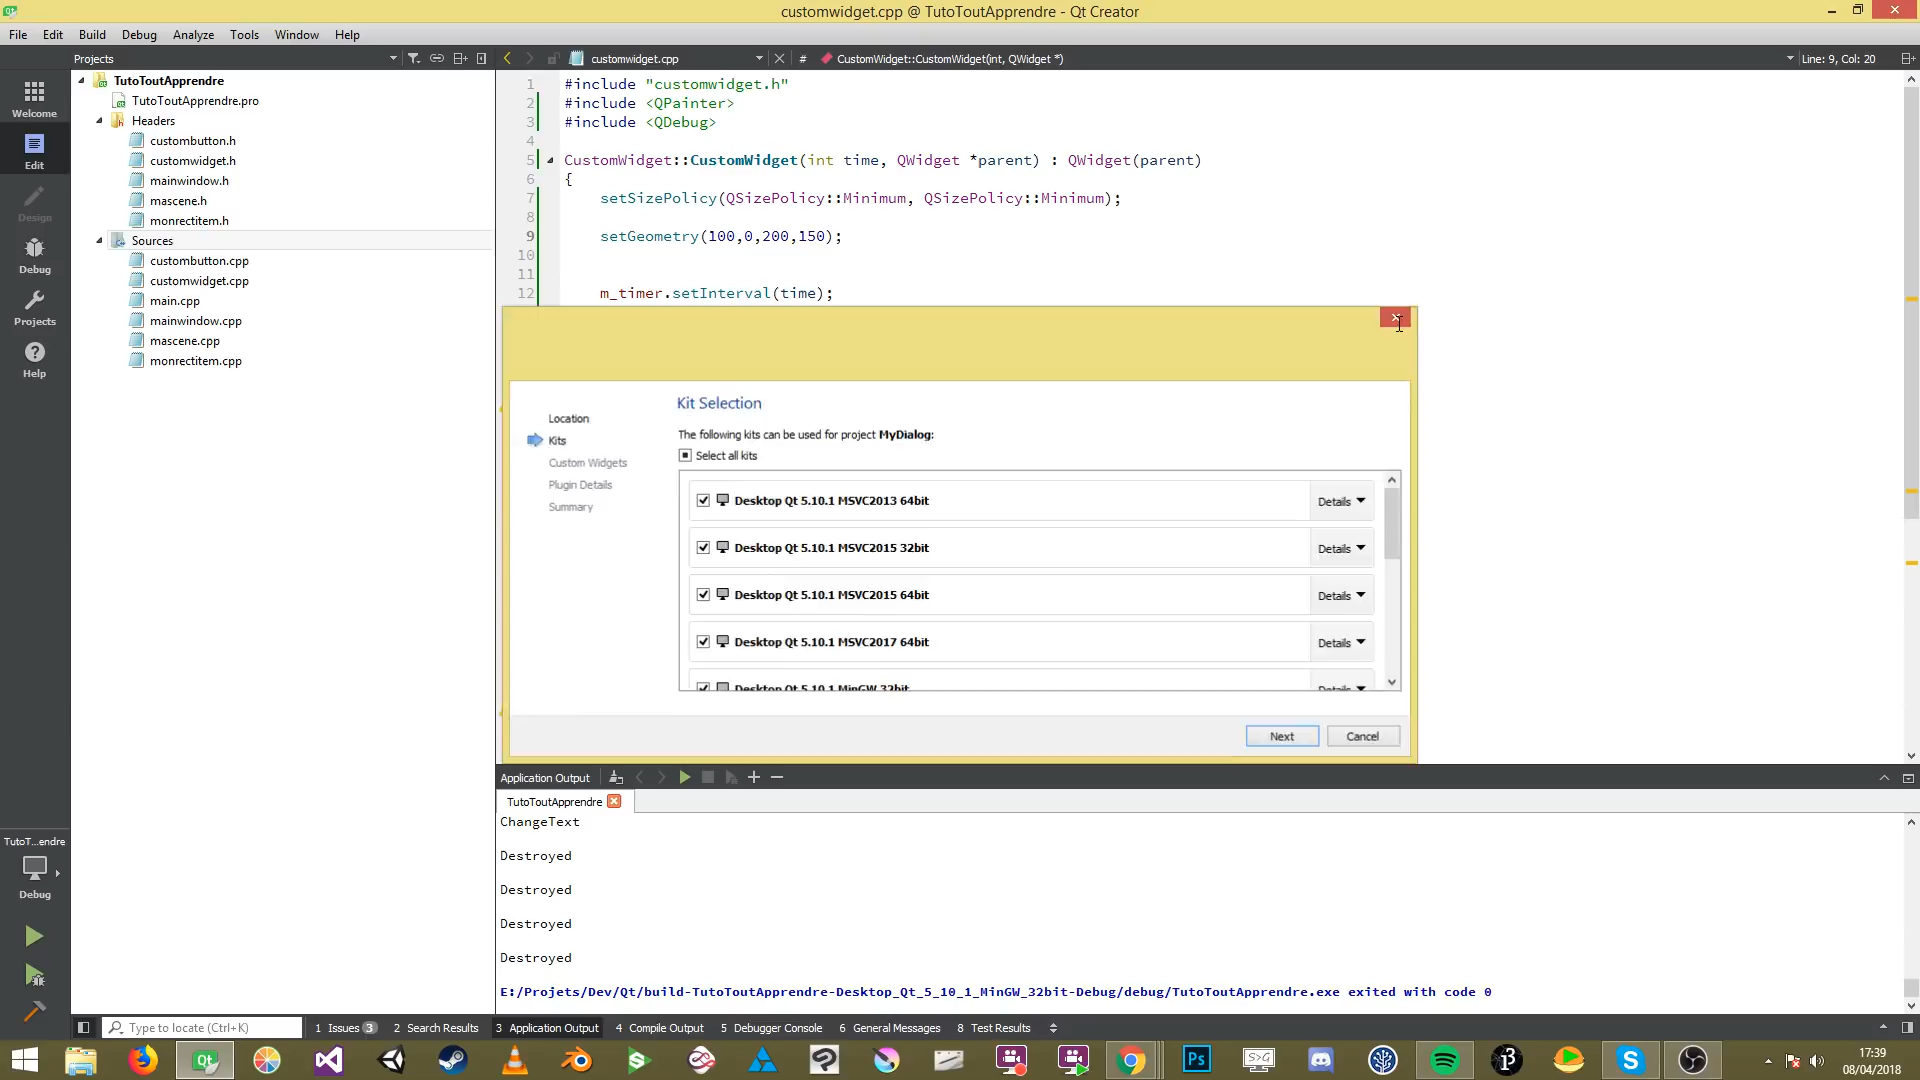 customwidget.cpp @ TutoToutApprendre - Qt Creator
File Edit Build Debug Analyze Tools Window Help
Projects
customwidget.cpp
#
CustomWidget::CustomWidget(int, QWidget *)
Line: 9, Col: 20
Welcome
Edit
Design
Debug
Projects
Help
TutoToutApprendre
TutoToutApprendre.pro
Headers
custombutton.h
customwidget.h
mainwindow.h
mascene.h
monrectitem.h
Sources
custombutton.cpp
customwidget.cpp
main.cpp
mainwindow.cpp
mascene.cpp
monrectitem.cpp
1 #include "customwidget.h"
2 #include <QPainter>
3 #include <QDebug>
4
5 CustomWidget::CustomWidget(int time, QWidget *parent) : QWidget(parent)
6 {
7 setSizePolicy(QSizePolicy::Minimum, QSizePolicy::Minimum);
8
9 setGeometry(100,0,200,150);
10
11
12 m_timer.setInterval(time);
Location
Kits
Custom Widgets
Plugin Details
Summary
Kit Selection
The following kits can be used for project MyDialog:
Select all kits
Desktop Qt 5.10.1 MSVC2013 64bit Details
Desktop Qt 5.10.1 MSVC2015 32bit Details
Desktop Qt 5.10.1 MSVC2015 64bit Details
Desktop Qt 5.10.1 MSVC2017 64bit Details
Desktop Qt 5.10.1 MinGW 32bit Details
Next Cancel
Application Output
TutoToutApprendre
ChangeText
Destroyed
Destroyed
Destroyed
Destroyed
E:/Projets/Dev/Qt/build-TutoToutApprendre-Desktop_Qt_5_10_1_MinGW_32bit-Debug/debug/TutoToutApprendre.exe exited with code 0
TutoT...endre
Debug
Type to locate (Ctrl+K)
1 Issues 3
2 Search Results
3 Application Output
4 Compile Output
5 Debugger Console
6 General Messages
8 Test Results
Qt
Ps
S>G
17:39
08/04/2018